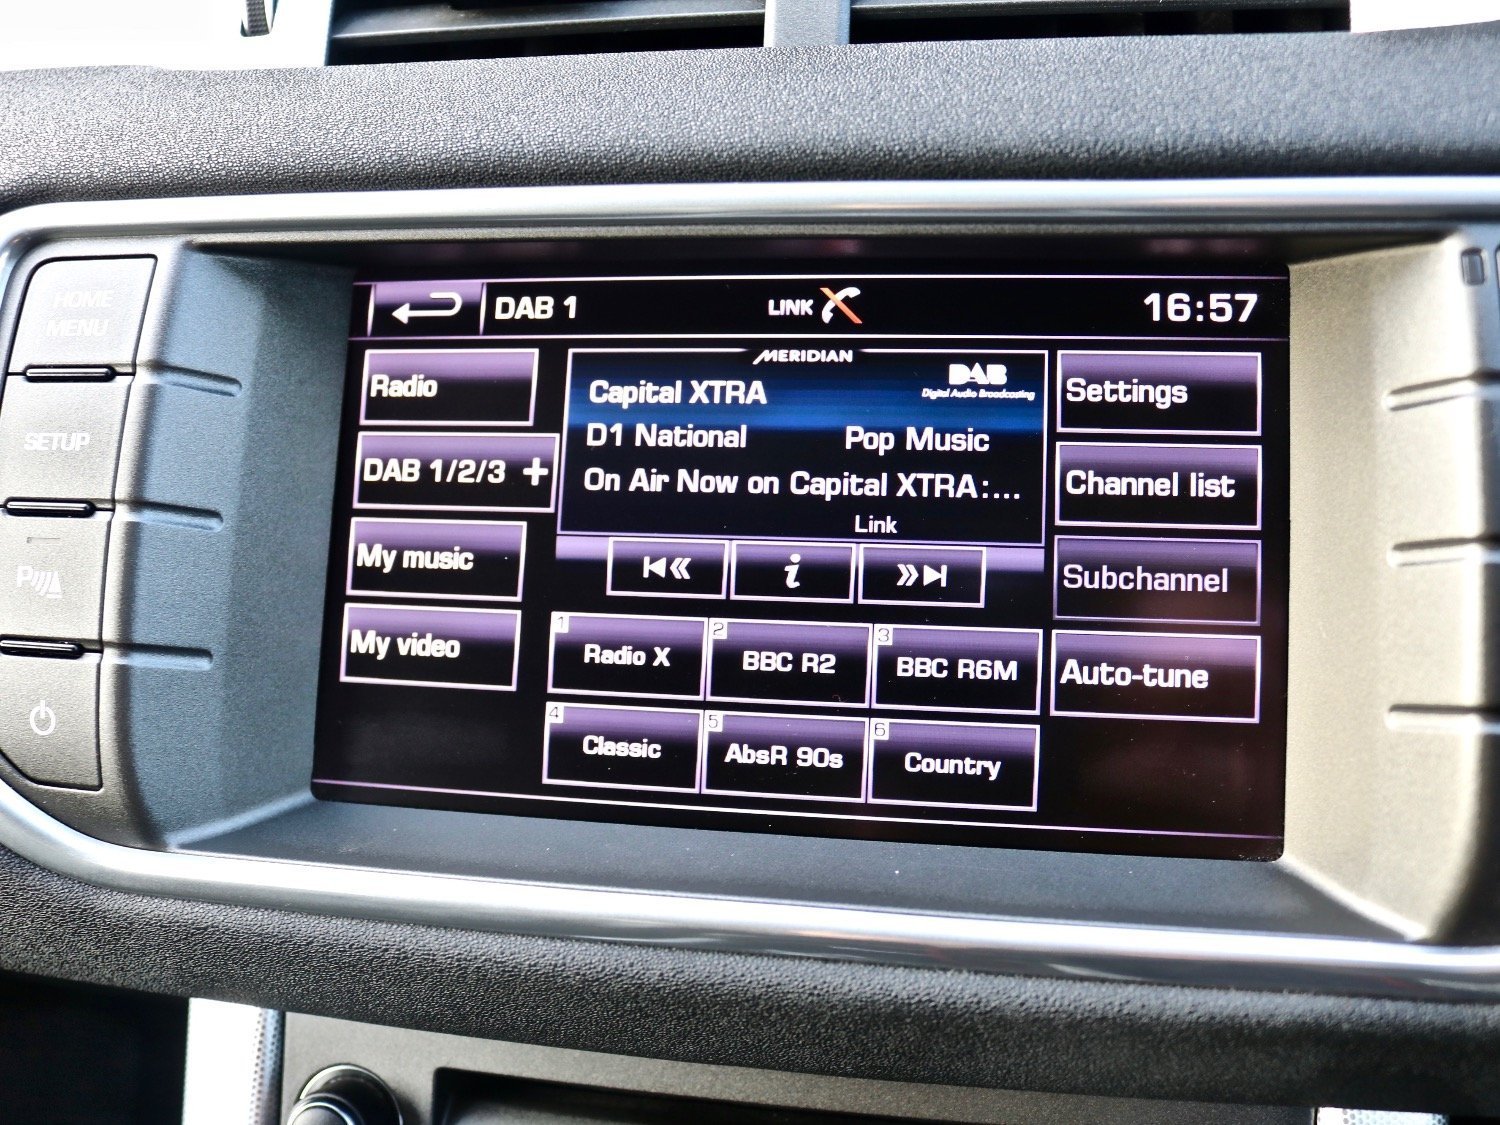 HOME
MENU
SETUP
P
DAB 1
LINK
16:57
Radio
DAB 1/2/3 +
My music
My video
MERIDIAN
Capital XTRA
DAB
Digital Audio Broadcasting
D1 National Pop Music
On Air Now on Capital XTRA:...
Link
i
1 Radio X
2 BBC R2
3 BBC R6M
4 Classic
5 AbsR 90s
6 Country
Settings
Channel list
Subchannel
Auto-tune